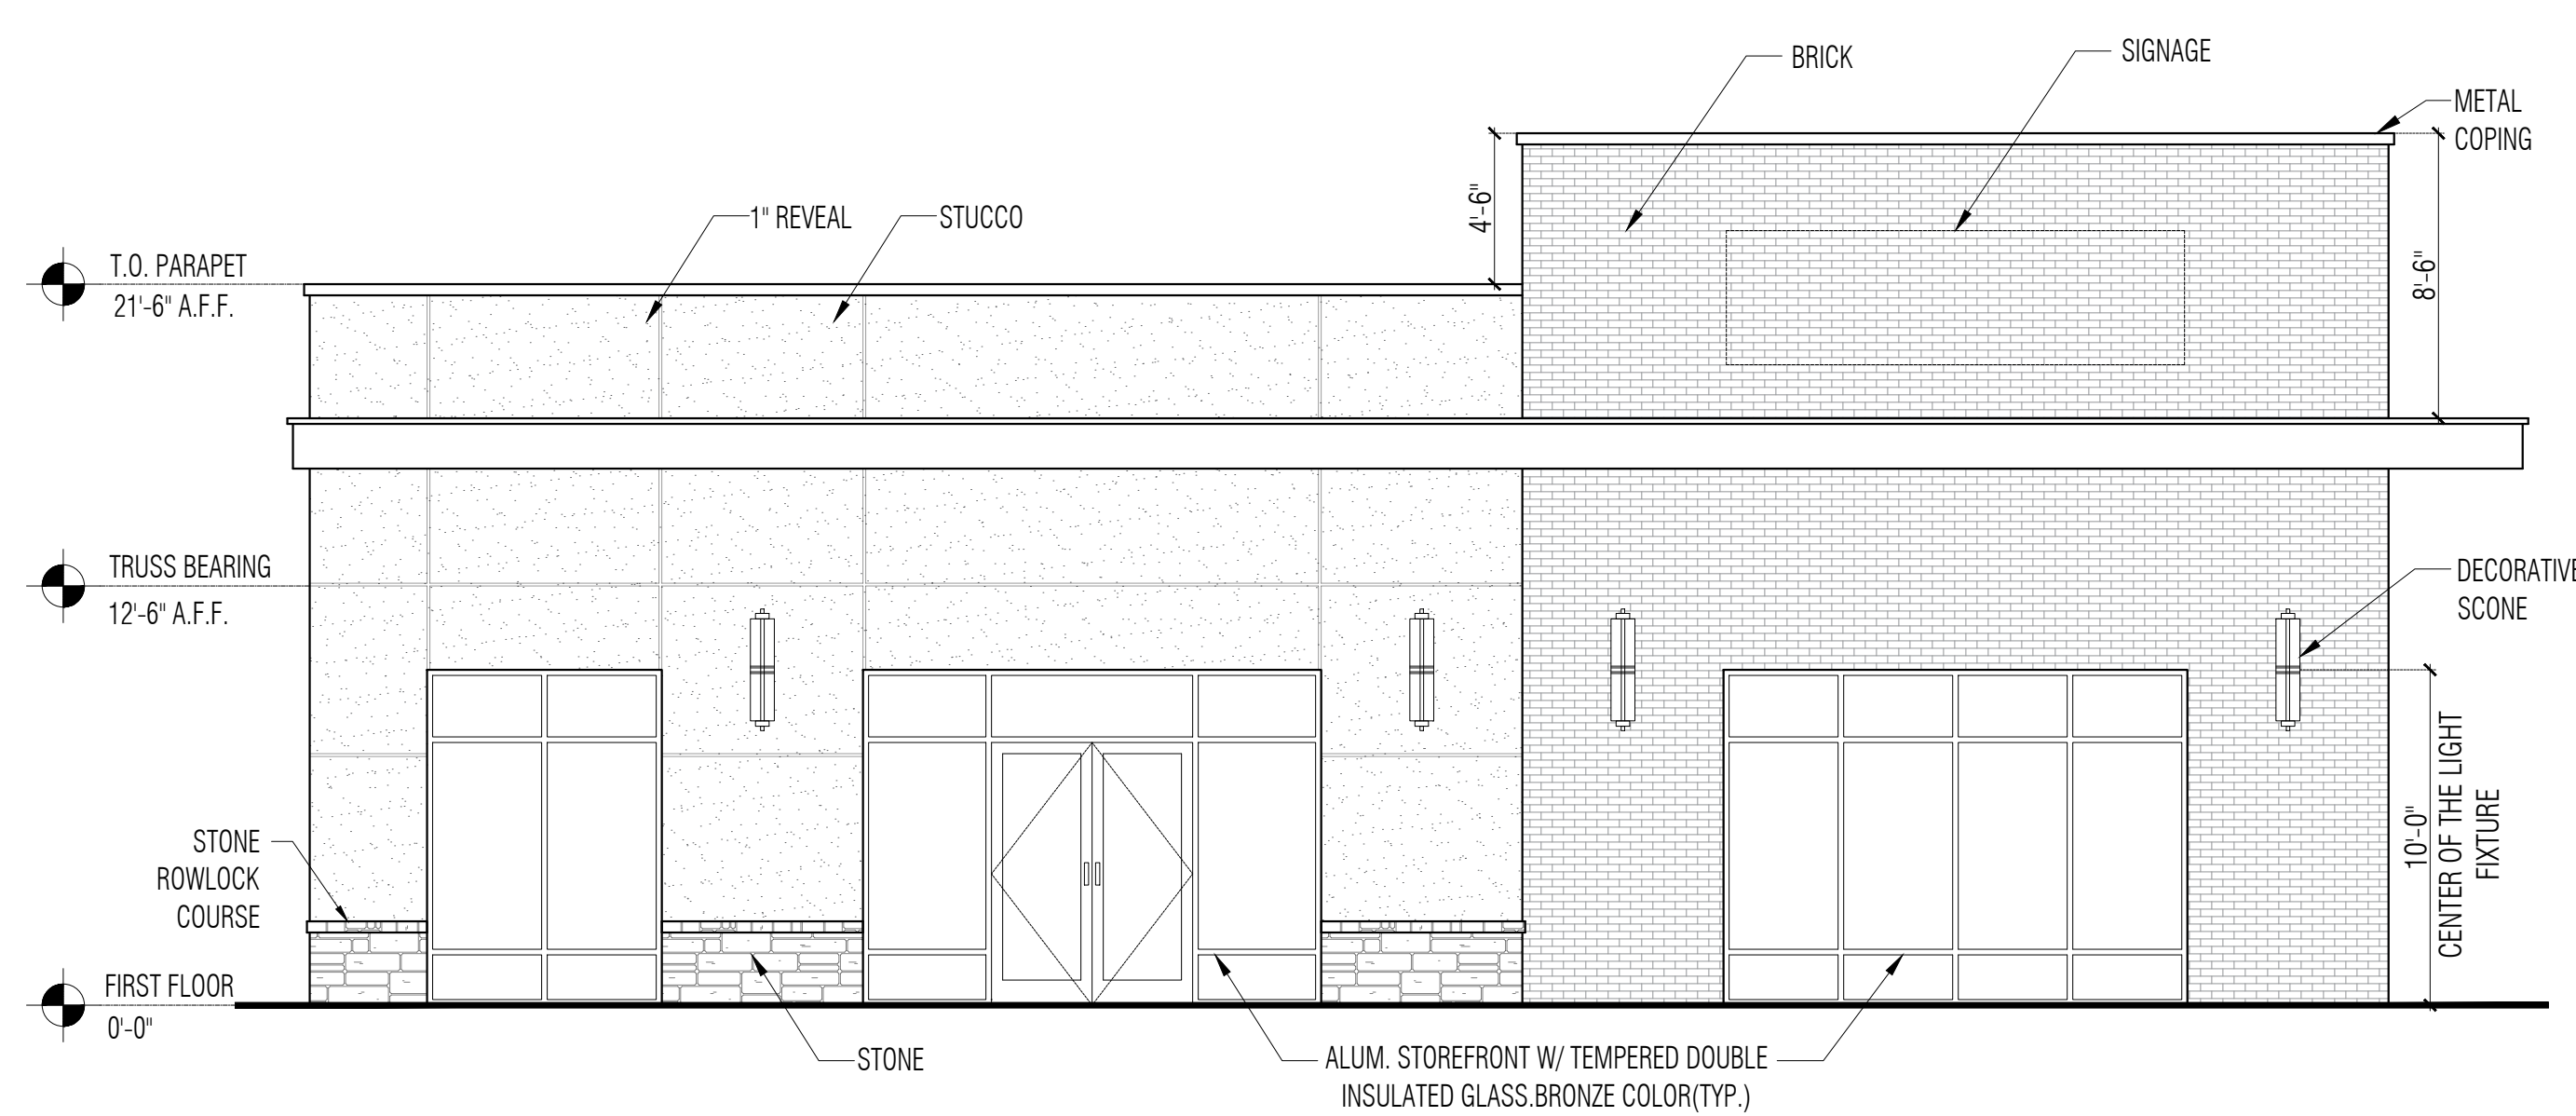 BRICK
SIGNAGE
METAL
COPING
4'-6"
8'-6"
1" REVEAL
STUCCO
T.O. PARAPET
21'-6" A.F.F.
TRUSS BEARING
12'-6" A.F.F.
DECORATIVE
SCONE
10'-0"
CENTER OF THE LIGHT
FIXTURE
STONE
ROWLOCK
COURSE
FIRST FLOOR
0'-0"
STONE
ALUM. STOREFRONT W/ TEMPERED DOUBLE
INSULATED GLASS.BRONZE COLOR(TYP.)